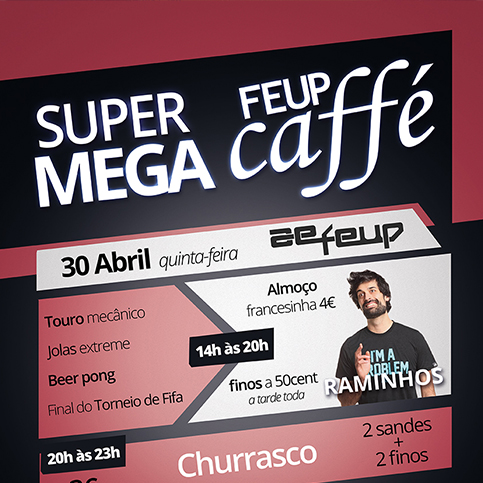 SUPER
MEGA
FEUP
caffé
30 Abril quinta-feira
aefeup
Touro mecânico
Jolas extreme
Beer pong
Final do Torneio de Fifa
14h às 20h
Almoço
francesinha 4€
finos a 50cent
a tarde toda
I'M A
PROBLEM
RAMINHOS
20h às 23h
Churrasco
2 sandes
+
2 finos